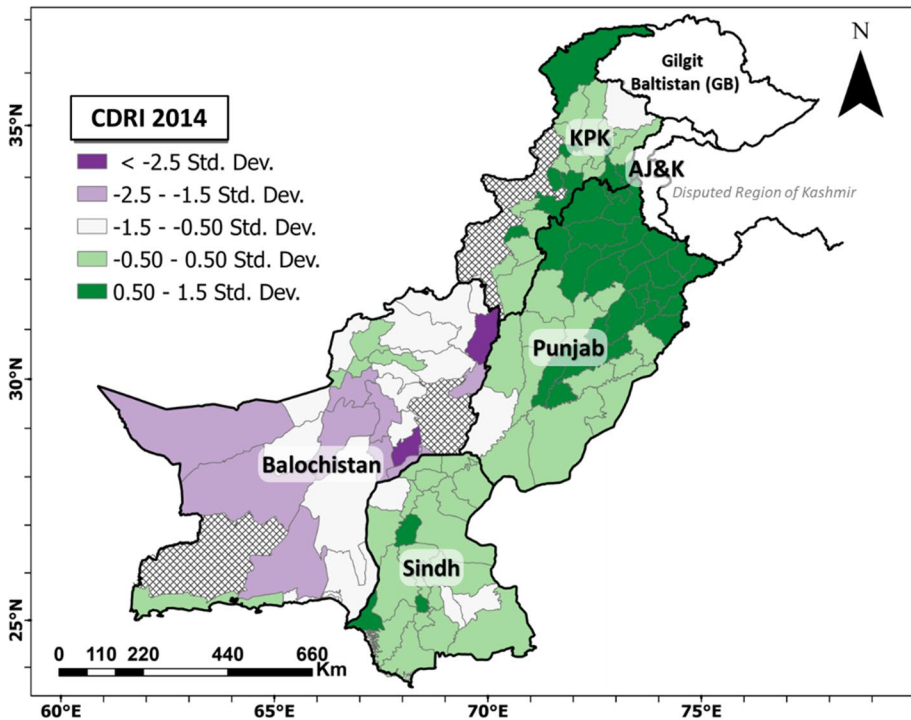 N
Gilgit
Baltistan (GB)
35°N
30°N
25°N
CDRI 2014
< -2.5 Std. Dev.
-2.5 - -1.5 Std. Dev.
-1.5 - -0.50 Std. Dev.
-0.50 - 0.50 Std. Dev.
0.50 - 1.5 Std. Dev.
KPK
AJ&K
Disputed Region of Kashmir
Punjab
Balochistan
Sindh
0 110 220 440 660
Km
60°E 65°E 70°E 75°E